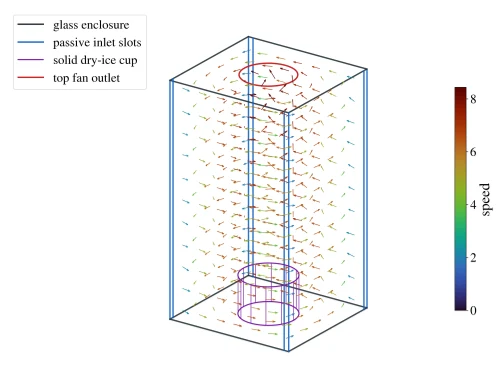 glass enclosure
passive inlet slots
solid dry-ice cup
top fan outlet
8
6
4
2
0
speed